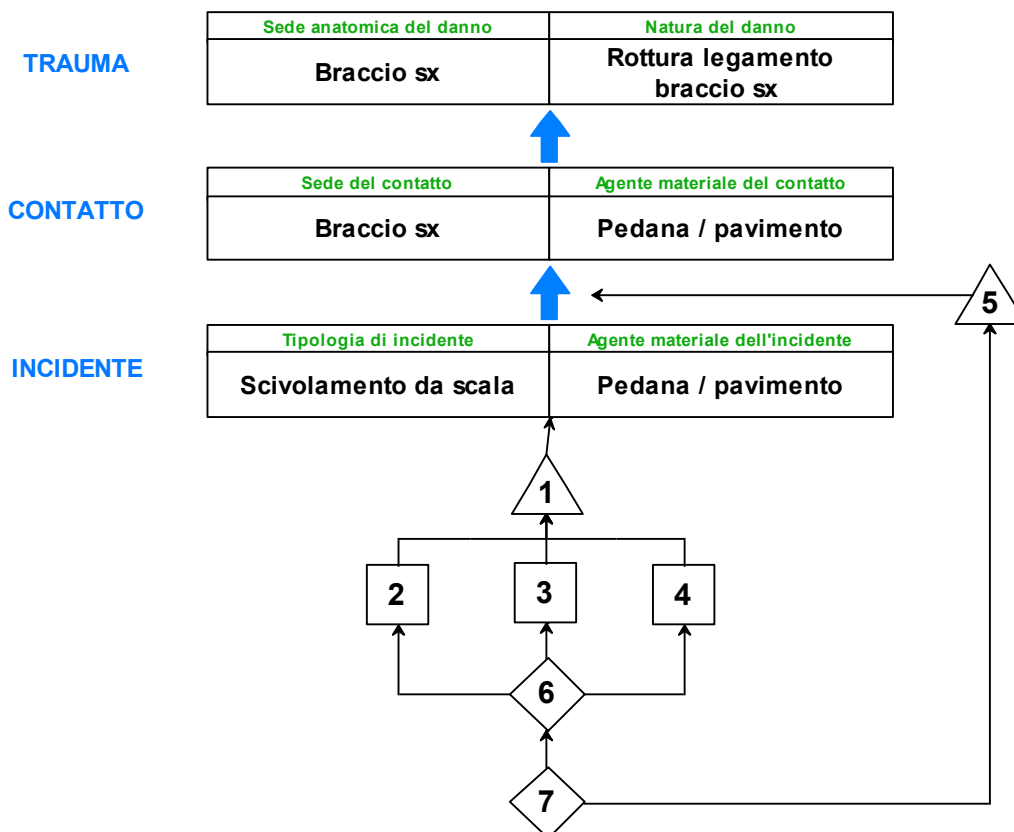 Sede anatomica del danno Natura del danno
TRAUMA Braccio sx Rottura legamento
braccio sx
Sede del contatto Agente materiale del contatto
CONTATTO Braccio sx Pedana / pavimento
5
Tipologia di incidente Agente materiale dell'incidente
INCIDENTE Scivolamento da scala Pedana / pavimento
1
2 3 4
6
7